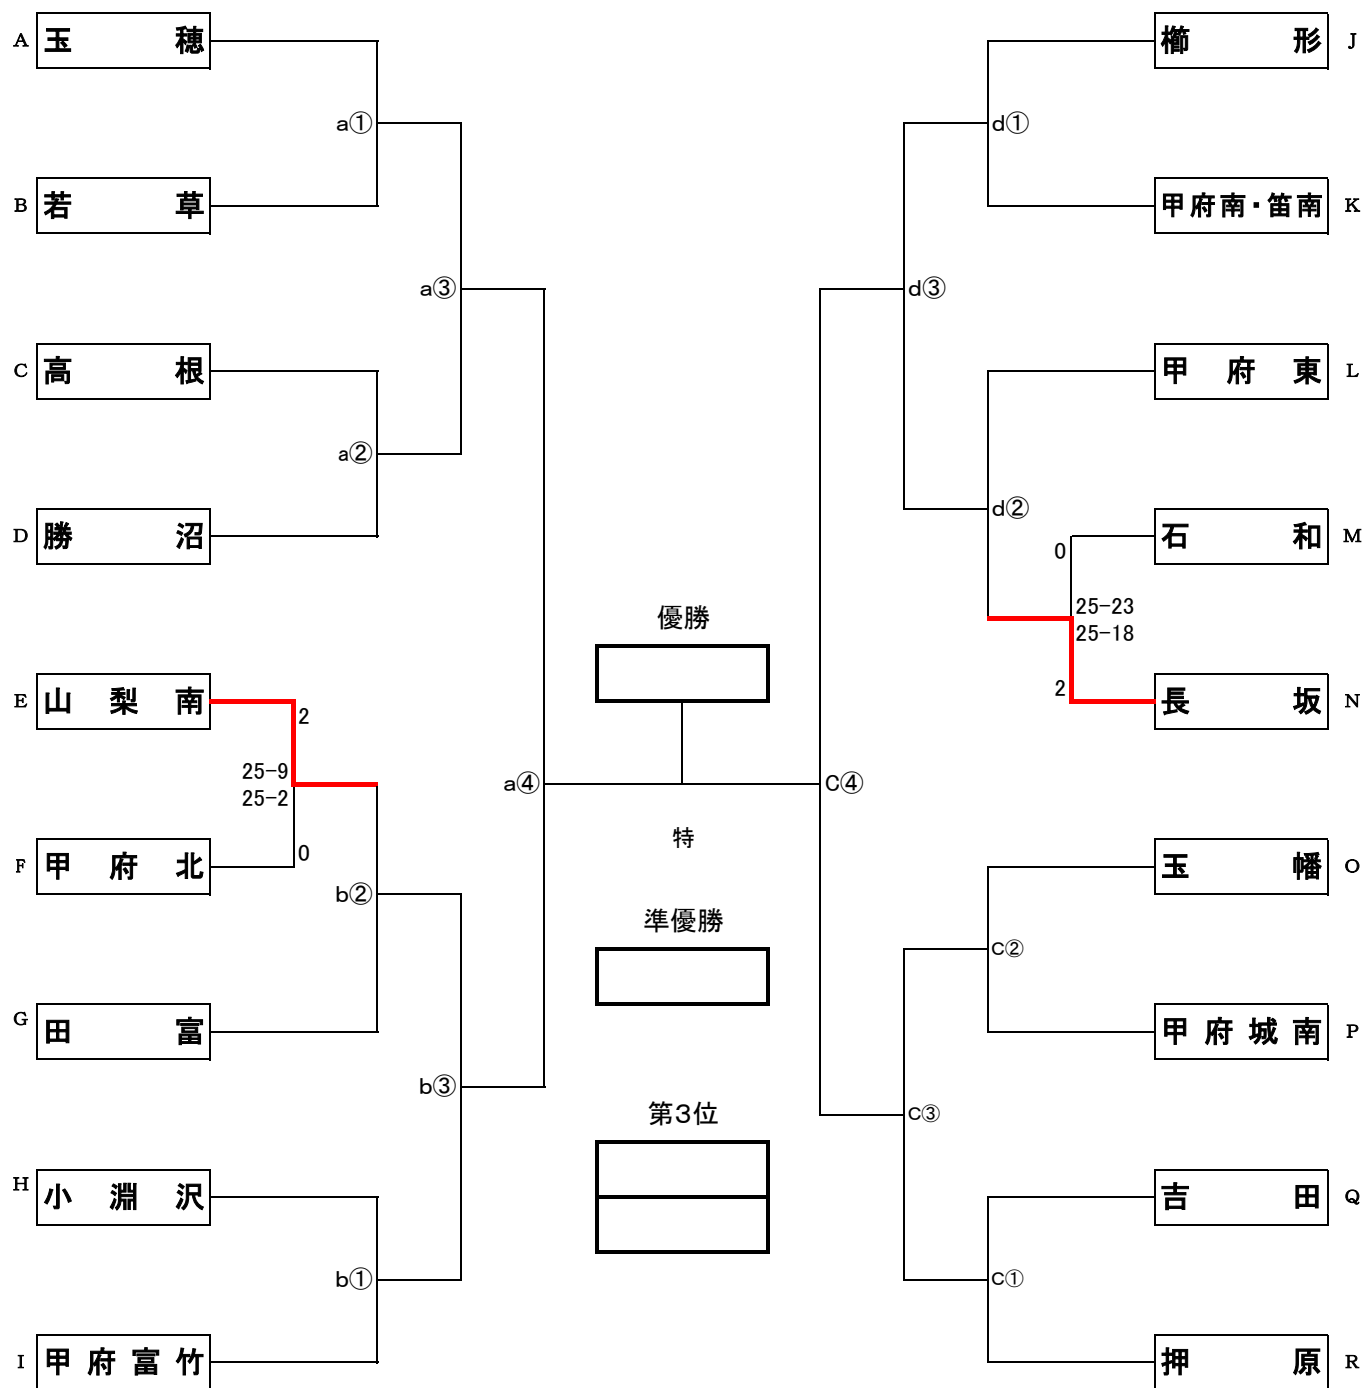 A 玉穂
a①
B 若草
a③
C 高根
a②
D 勝沼
E 山梨南
2
25-9
25-2
0
F 甲府北
a④
b②
G 田富
b③
H 小淵沢
b①
I 甲府富竹
優勝
特
準優勝
第3位
櫛形 J
d①
甲府南・笛南 K
d③
甲府東 L
d②
石和 M
0
25-23
25-18
2
長坂 N
C④
玉幡 O
C②
甲府城南 P
C③
吉田 Q
C①
押原 R